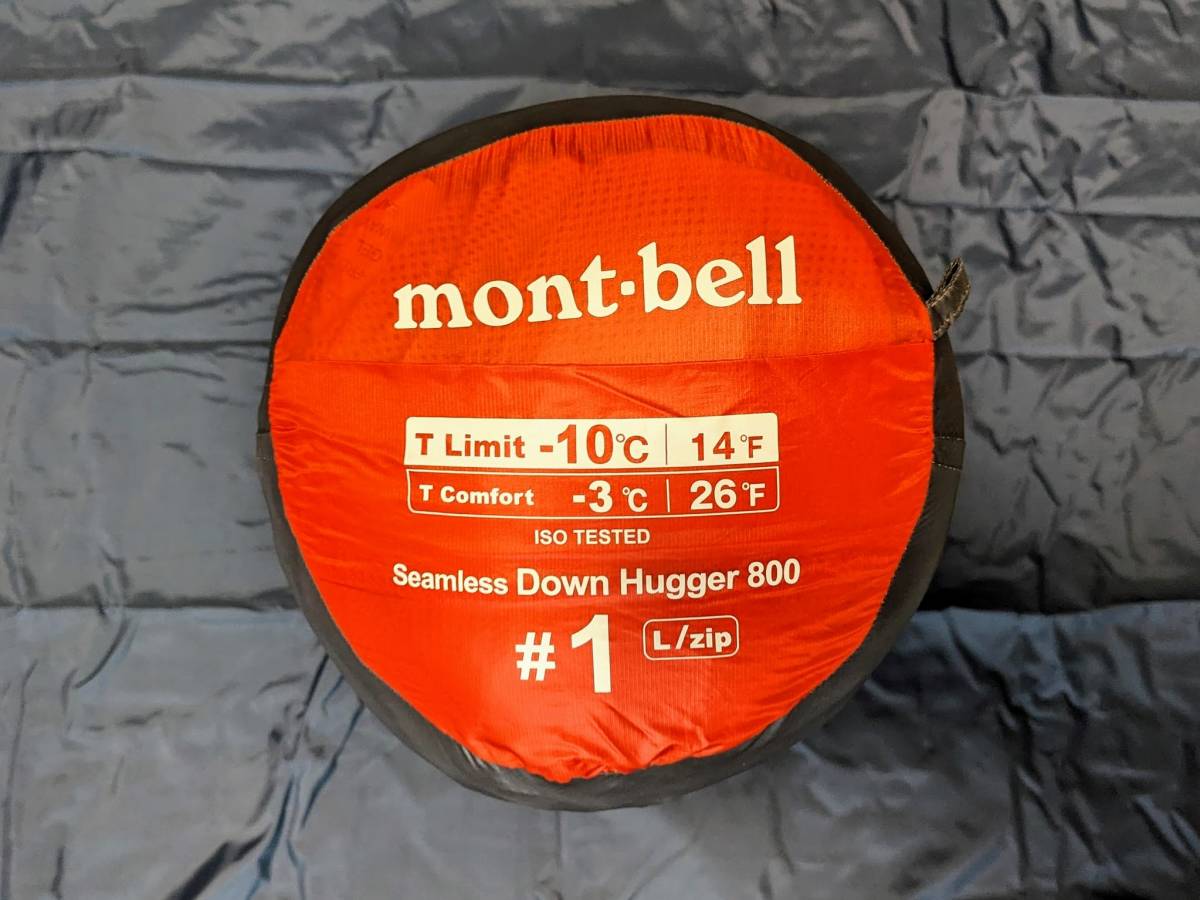 mont·bell
T Limit -10℃ | 14°F
T Comfort -3℃ | 26°F
ISO TESTED
Seamless Down Hugger 800
#1 L/zip